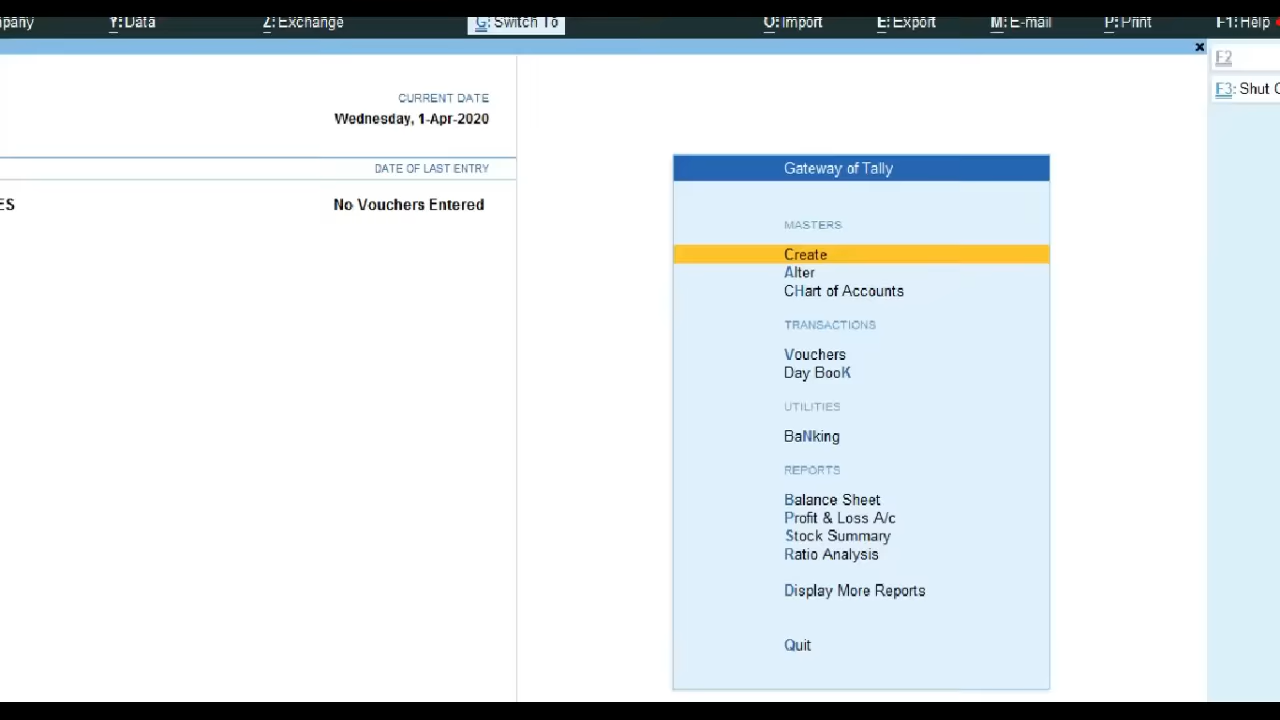 pany Y: Data Z: Exchange G: Switch To O: Import E: Export M: E-mail P: Print F1: Help
F2
F3: Shut C
CURRENT DATE
Wednesday, 1-Apr-2020
DATE OF LAST ENTRY
ES No Vouchers Entered
Gateway of Tally
MASTERS
Create
Alter
CHart of Accounts
TRANSACTIONS
Vouchers
Day BooK
UTILITIES
BaNking
REPORTS
Balance Sheet
Profit & Loss A/c
Stock Summary
Ratio Analysis
Display More Reports
Quit